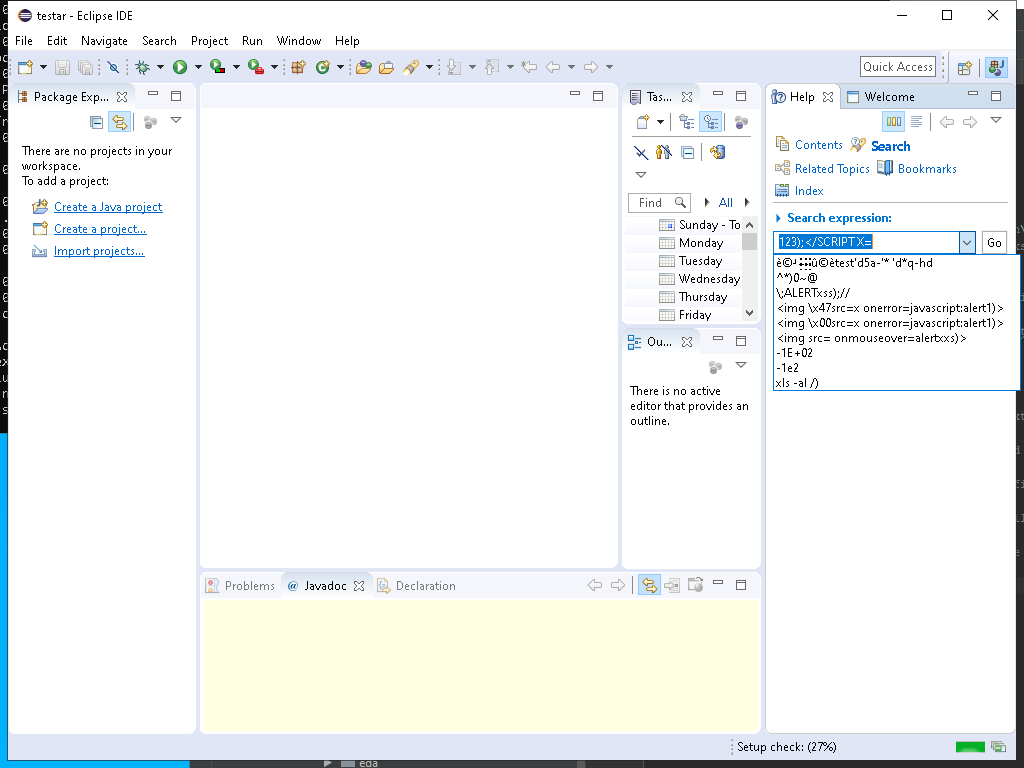 testar - Eclipse IDE
File Edit Navigate Search Project Run Window Help
Quick Access
Package Exp...
There are no projects in your
workspace.
To add a project:
Create a Java project
Create a project...
Import projects...
Tas...
Find
All
Sunday - To
Monday
Tuesday
Wednesday
Thursday
Friday
Ou...
There is no active
editor that provides an
outline.
Help
Welcome
Contents
Search
Related Topics
Bookmarks
Index
Search expression:
123);</SCRIPT X=
Go
^*)0~@
\;ALERTxss);//
<img \x47src=x onerror=javascript:alert1)>
<img \x00src=x onerror=javascript:alert1)>
<img src= onmouseover=alertxxs)>
-1E+02
-1e2
xls -al /)
Problems
@ Javadoc
Declaration
Setup check: (27%)
eda